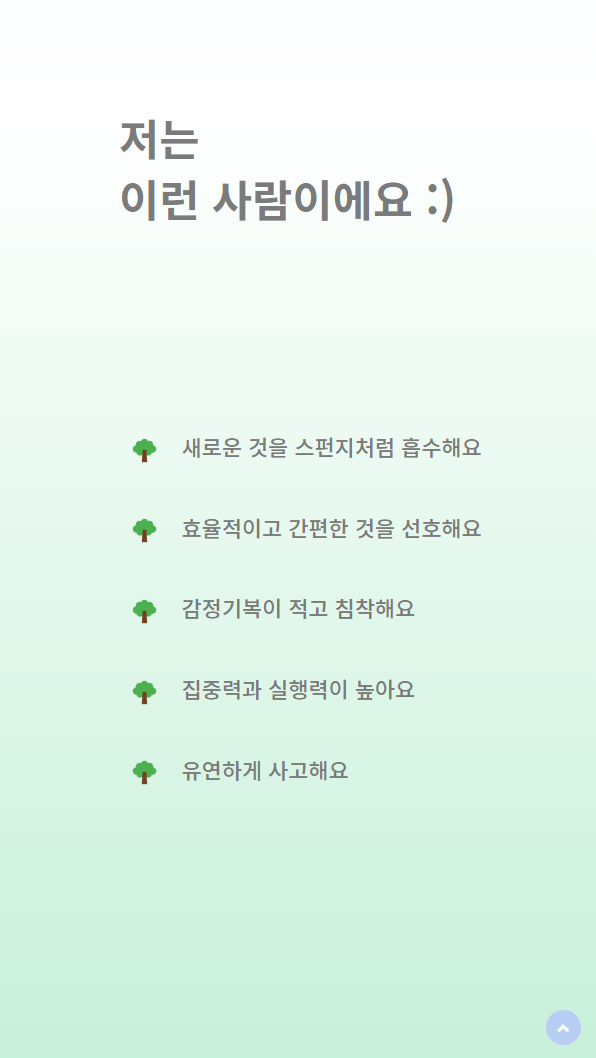 저는
이런 사람이에요 :)
새로운 것을 스펀지처럼 흡수해요
효율적이고 간편한 것을 선호해요
감정기복이 적고 침착해요
집중력과 실행력이 높아요
유연하게 사고해요